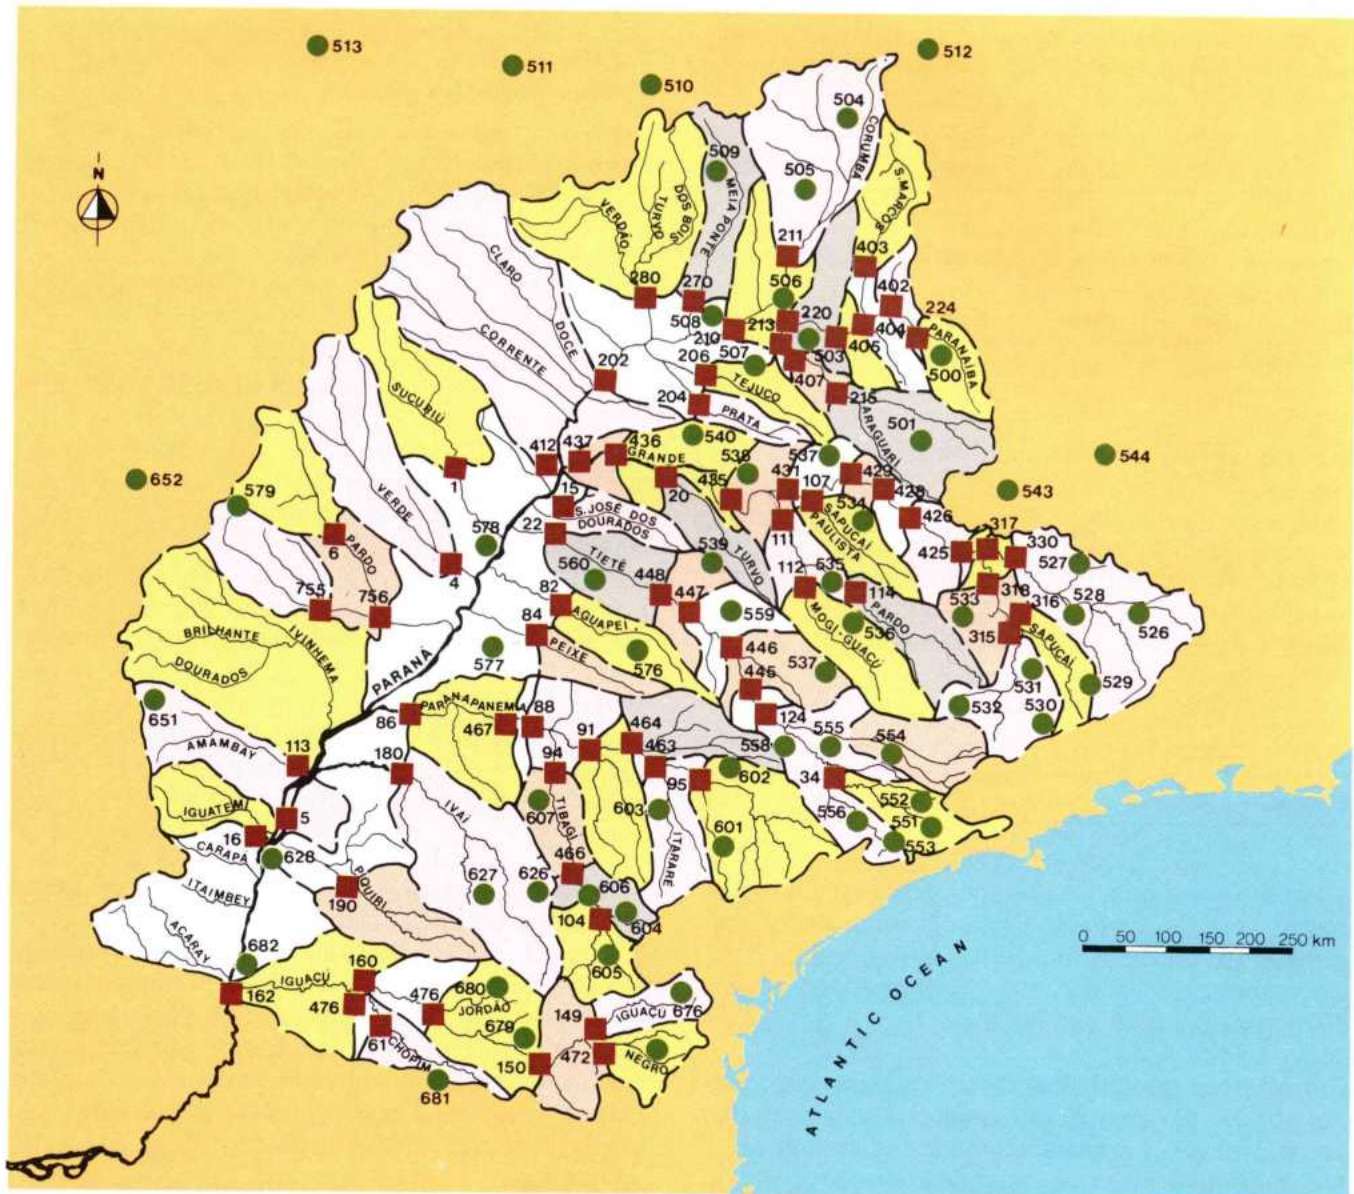 513
511
510
512
504
CORUMBÁ
509
505
S. MARCOS
MEIA PONTE
DOS BOIS
TURVO
VERDÃO
N
211
403
CLARO
280
270
506
402
508
220
224
210
213
404
PARANAÍBA
DOCE
507
503
405
500
CORRENTE
202
206
407
TEJUCO
215
SUCURIÚ
204
PRATA
ARAGUARI
501
540
412
437
436
GRANDE
538
537
544
652
1
431
429
543
579
VERDE
15
20
435
107
428
S. JOSÉ DOS
DOURADOS
534
SAPUCAÍ
PAULISTA
426
317
22
111
330
6
PARDO
578
TIETÊ
539
TURVO
425
527
4
560
448
112
535
318
82
447
114
533
316
528
755
756
AGUAPEÍ
559
MOGI-GUAÇÚ
PARDO
526
84
536
315
SAPUCAÍ
BRILHANTE
IVINHEMA
PEIXE
446
DOURADOS
PARANÁ
577
576
445
537
531
529
651
PARANAPANEMA
88
464
124
532
530
86
467
91
463
555
554
AMAMBAY
113
558
180
94
602
34
95
552
IGUATEMI
IVAÍ
607
TIBAGI
603
556
551
5
ITARARE
601
553
16
CARAPA
628
466
ITAIMBEY
PIQUIRI
627
626
606
190
104
604
ACARAY
682
605
0 50 100 150 200 250 km
160
IGUAÇÚ
476
680
162
JORDÃO
149
IGUAÇÚ
676
476
679
61
CHOPIM
150
472
NEGRO
681
ATLANTIC OCEAN